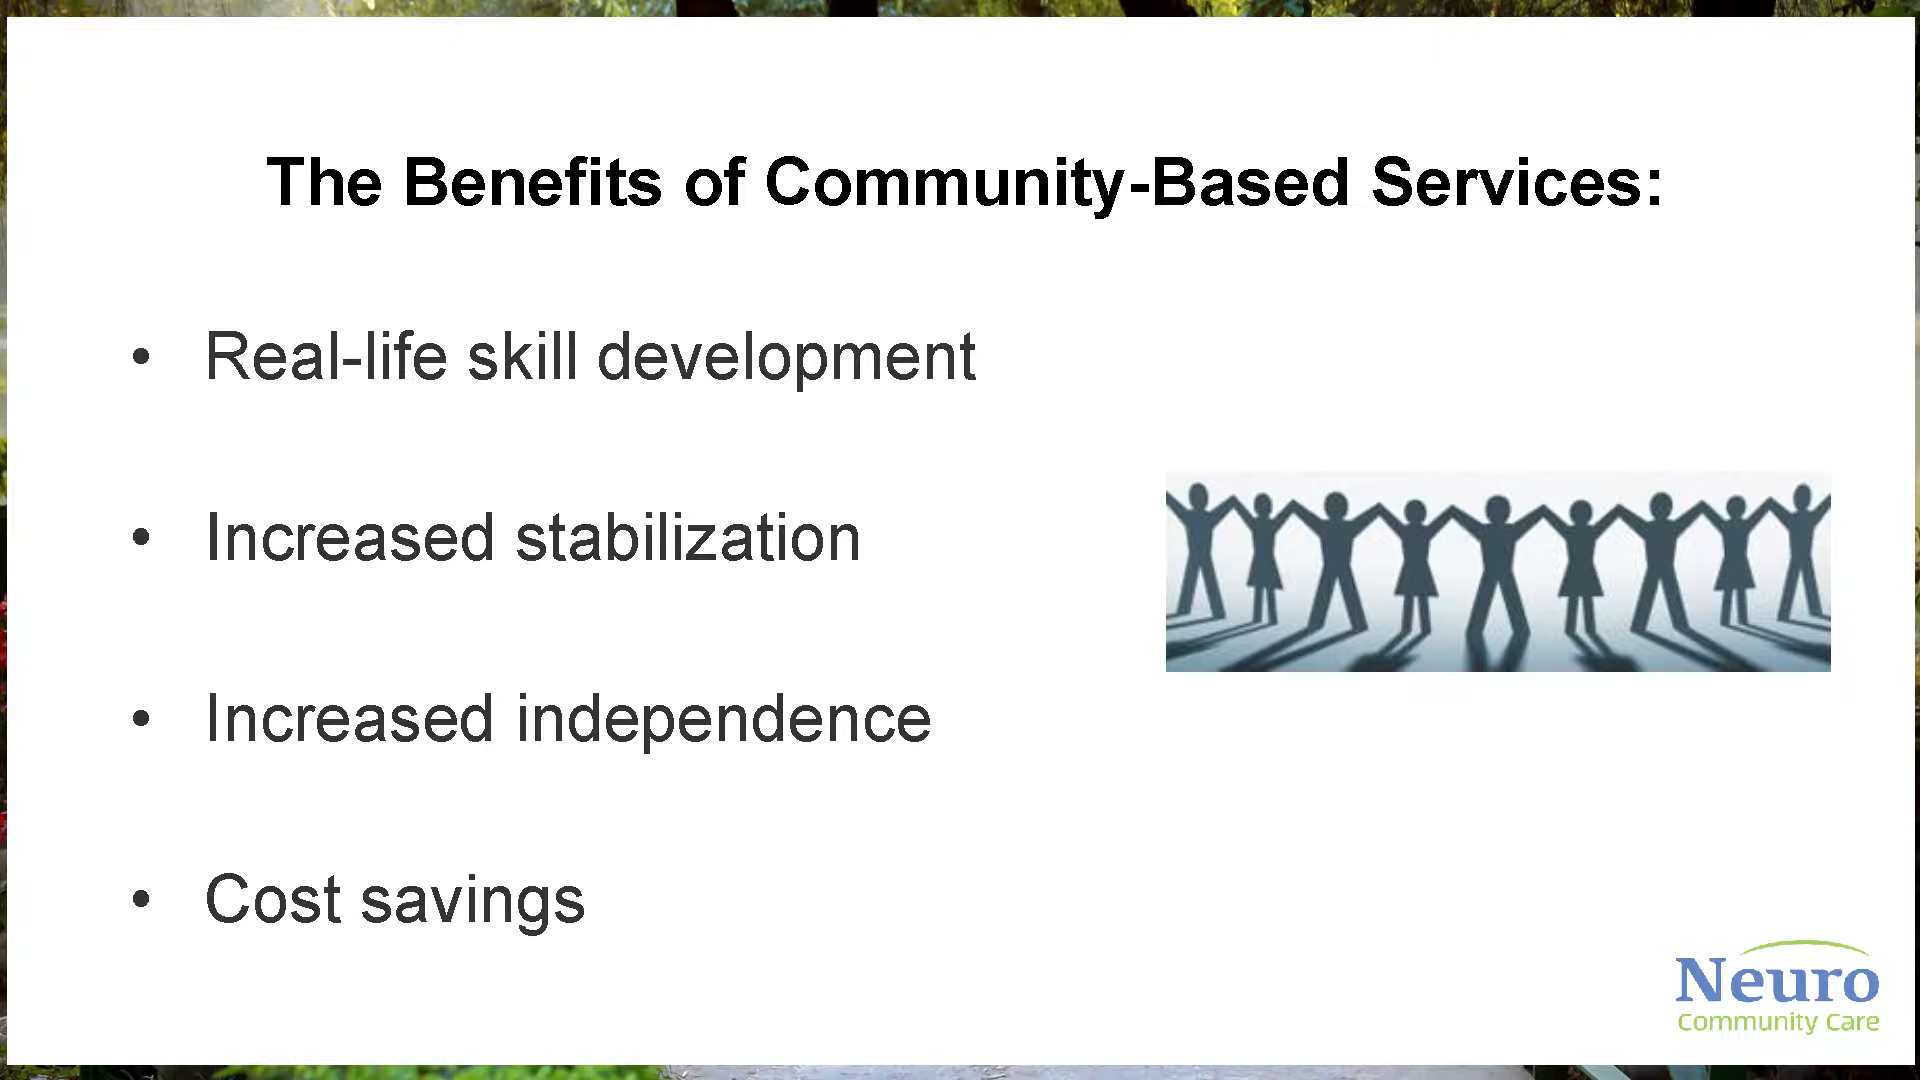 The Benefits of Community-Based Services:
• Real-life skill development
• Increased stabilization
• Increased independence
• Cost savings
Neuro
Community Care